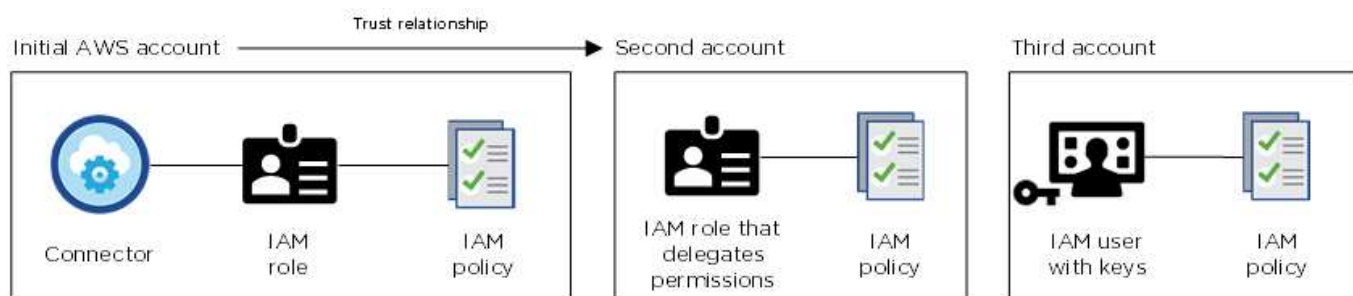 Trust relationship
Initial AWS account
Second account
Third account
Connector
IAM
role
IAM
policy
IAM role that
delegates
permissions
IAM
policy
IAM user
with keys
IAM
policy